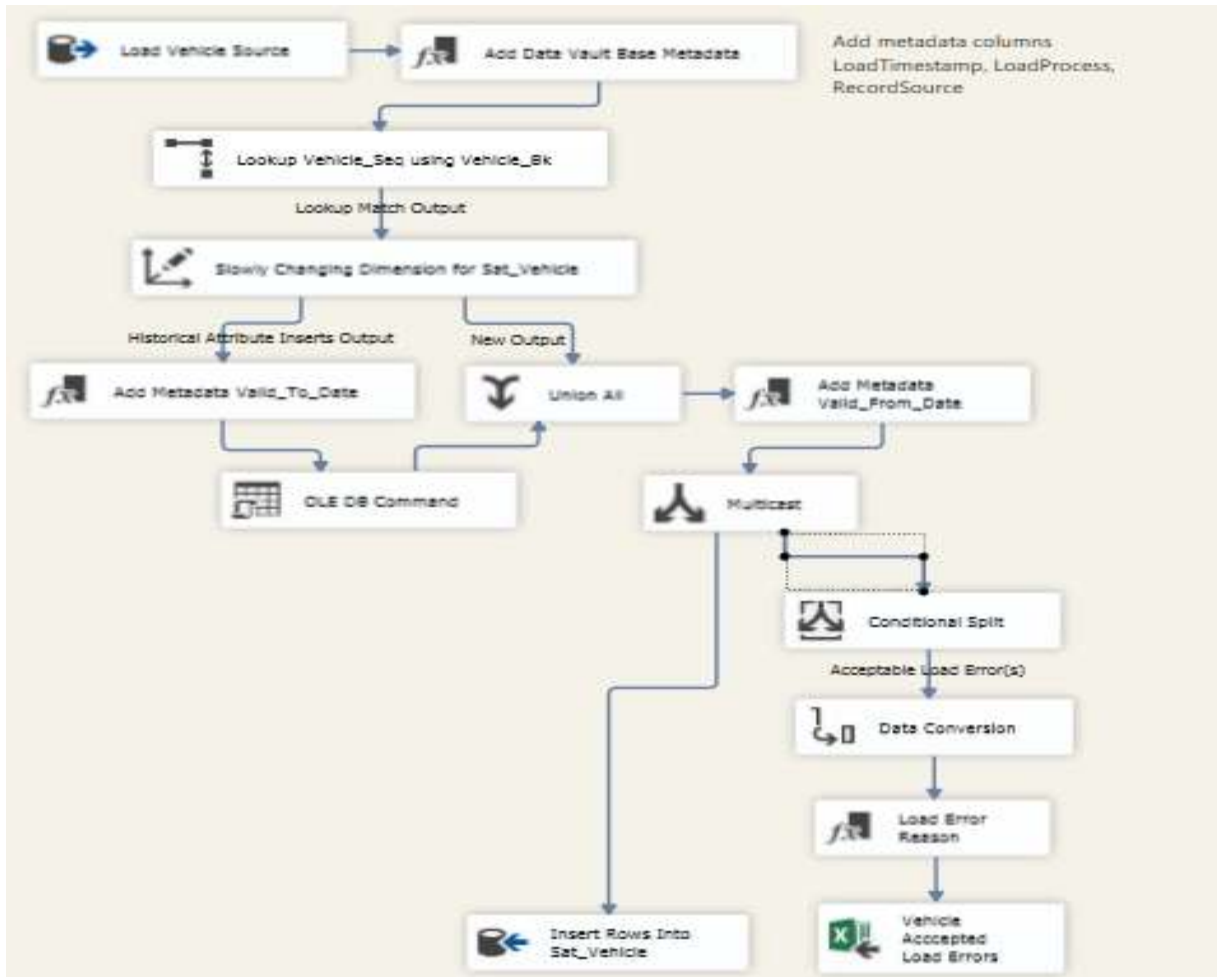 Load Vehicle Source
Add Data Vault Base Metadata
Add metadata columns
LoadTimestamp, LoadProcess,
RecordSource
Lookup Vehicle_Seq using Vehicle_Bk
Lookup Match Output
Slowly Changing Dimension for Sat_Vehicle
Historical Attribute Inserts Output
New Output
Add Metadata Valid_To_Date
Union All
Add Metadata
Valid_From_Date
OLE DB Command
Multicast
Conditional Split
Acceptable Load Error(s)
Data Conversion
Load Error
Reason
Insert Rows Into
Sat_Vehicle
Vehicle
Acccepted
Load Errors